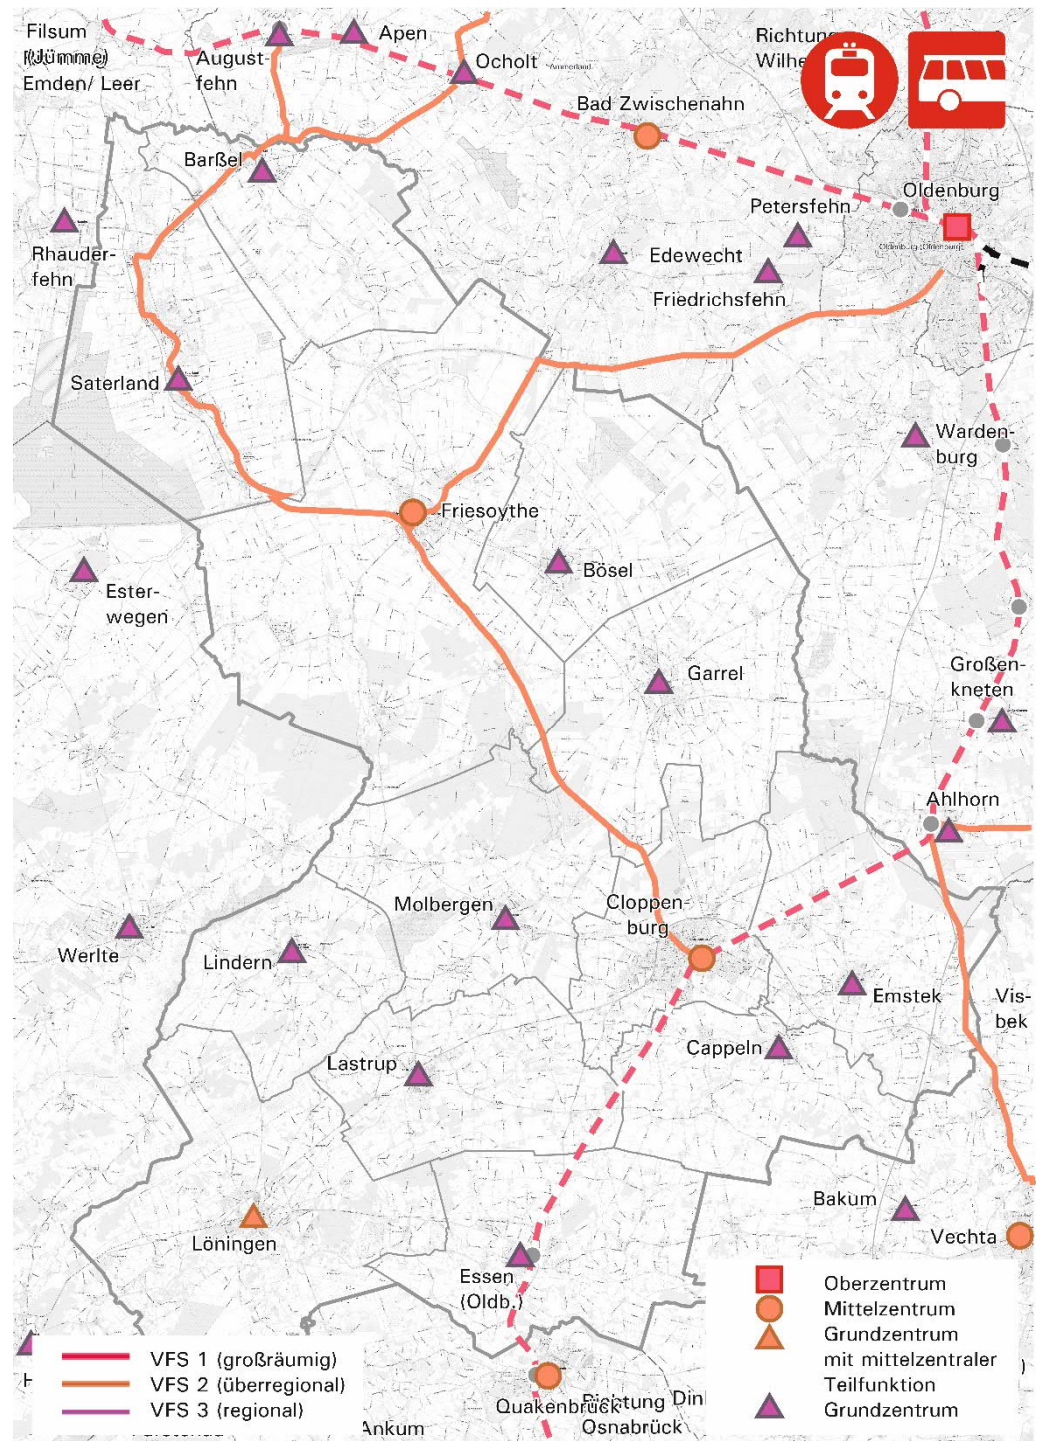 Filsum
(Jümme)
Emden/ Leer
August-
fehn
Apen
Ocholt
Ammerland
Richtung
Bad Zwischenahn
Barßel
Oldenburg
Petersfehn
Oldenburg (Oldenburg)
Rhauder-
fehn
Edewecht
Friedrichsfehn
Saterland
Warden-
burg
Friesoythe
Bösel
Ester-
wegen
Garrel
Großen-
kneten
Ahlhorn
Molbergen
Cloppen-
burg
Werlte
Lindern
Emstek
Vis-
bek
Cappeln
Lastrup
Bakum
Löningen
Vechta
Essen
(Oldb.)
Oberzentrum
Mittelzentrum
Grundzentrum
mit mittelzentraler
Teilfunktion
Grundzentrum
VFS 1 (großräumig)
VFS 2 (überregional)
VFS 3 (regional)
Quakenbrück
Richtung
Osnabrück
Ankum